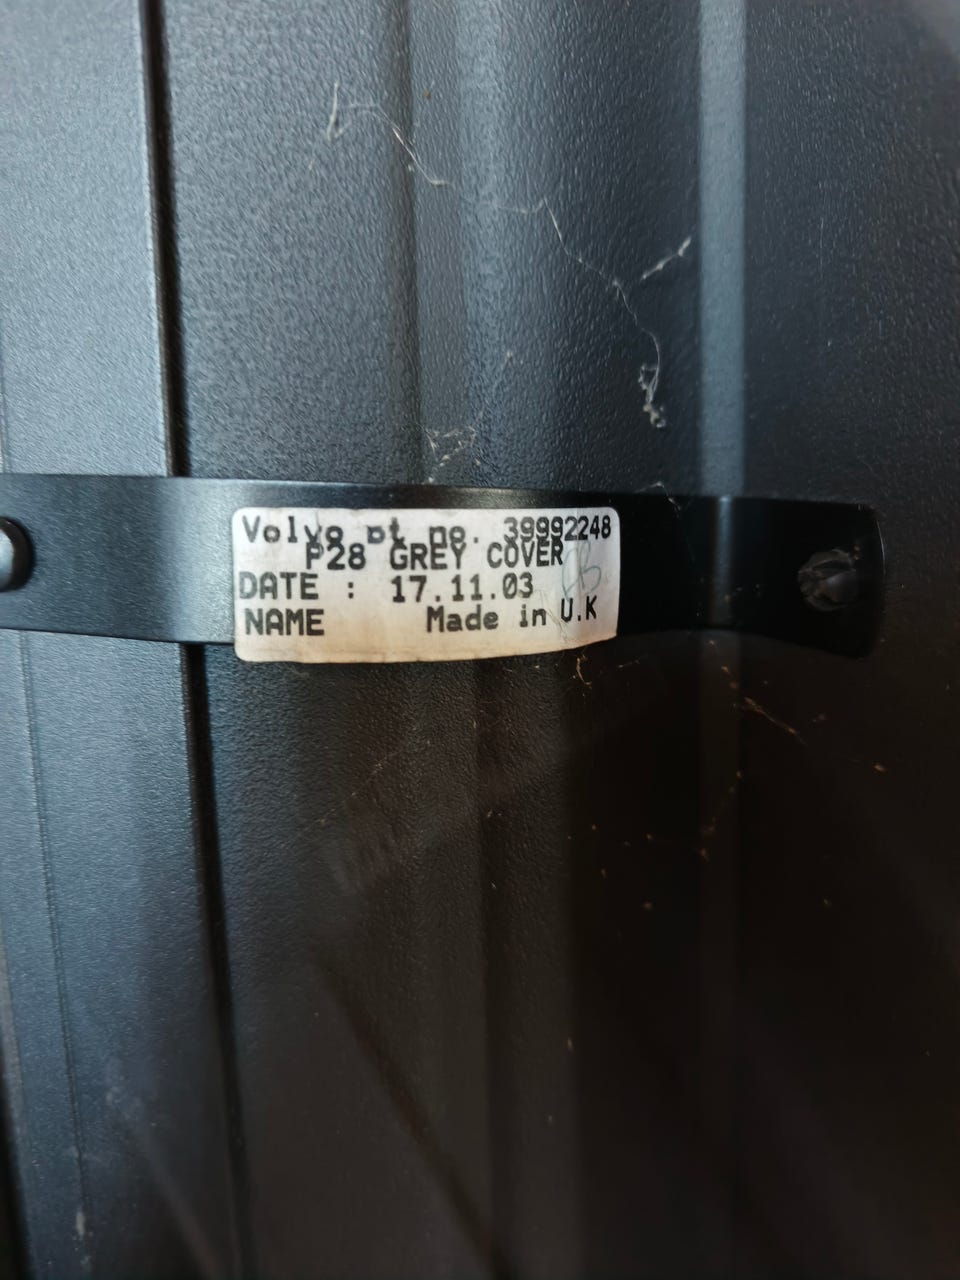 Volvo pt no. 39992248
P28 GREY COVER
DATE : 17.11.03
NAME Made in U.K